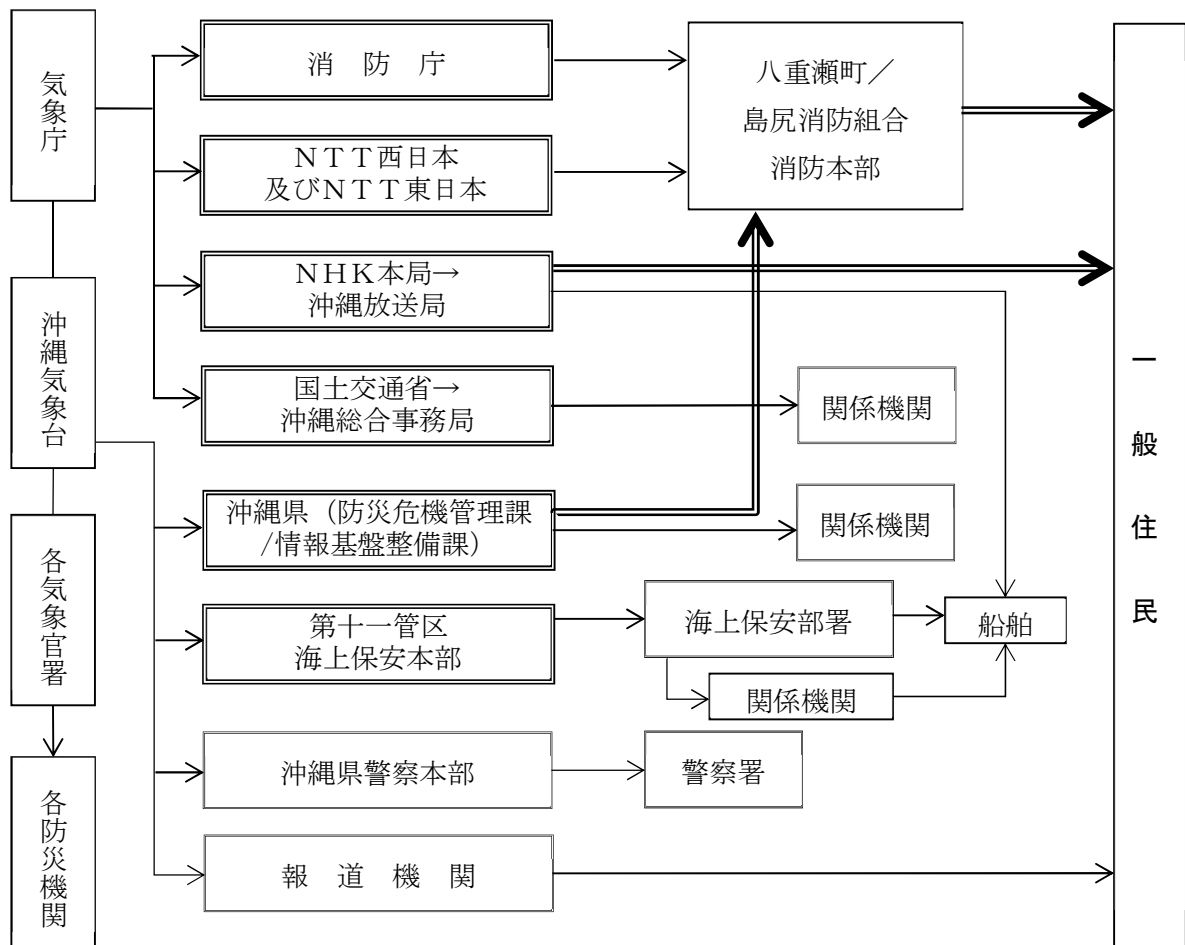 気象庁
沖縄気象台
各気象官署
各防災機関
消 防 庁
ＮＴＴ西日本
及びＮＴＴ東日本
ＮＨＫ本局→
沖縄放送局
国土交通省→
沖縄総合事務局
沖縄県（防災危機管理課
/情報基盤整備課）
第十一管区
海上保安本部
沖縄県警察本部
報 道 機 関
八重瀬町／
島尻消防組合
消防本部
関係機関
関係機関
海上保安部署
関係機関
船舶
警察署
一般住民